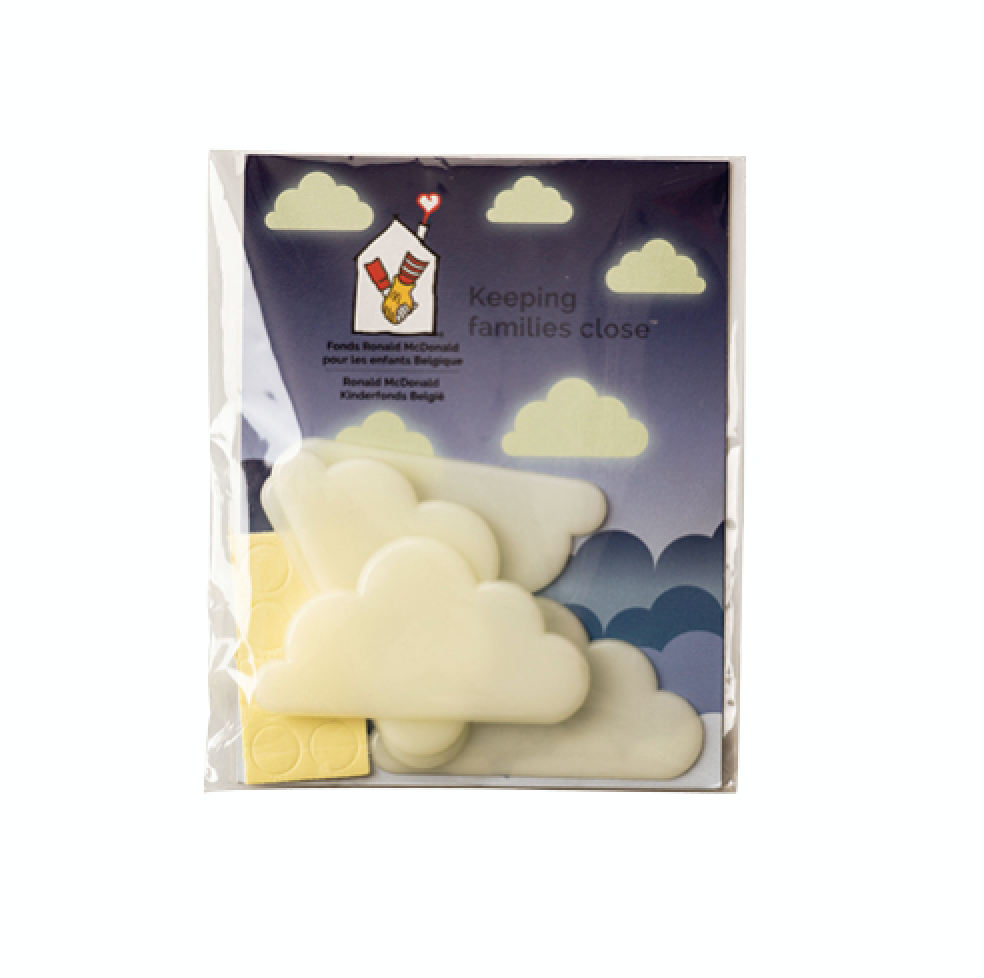 Keeping
families close™
Fonds Ronald McDonald
pour les enfants Belgique
Ronald McDonald
Kinderfonds België